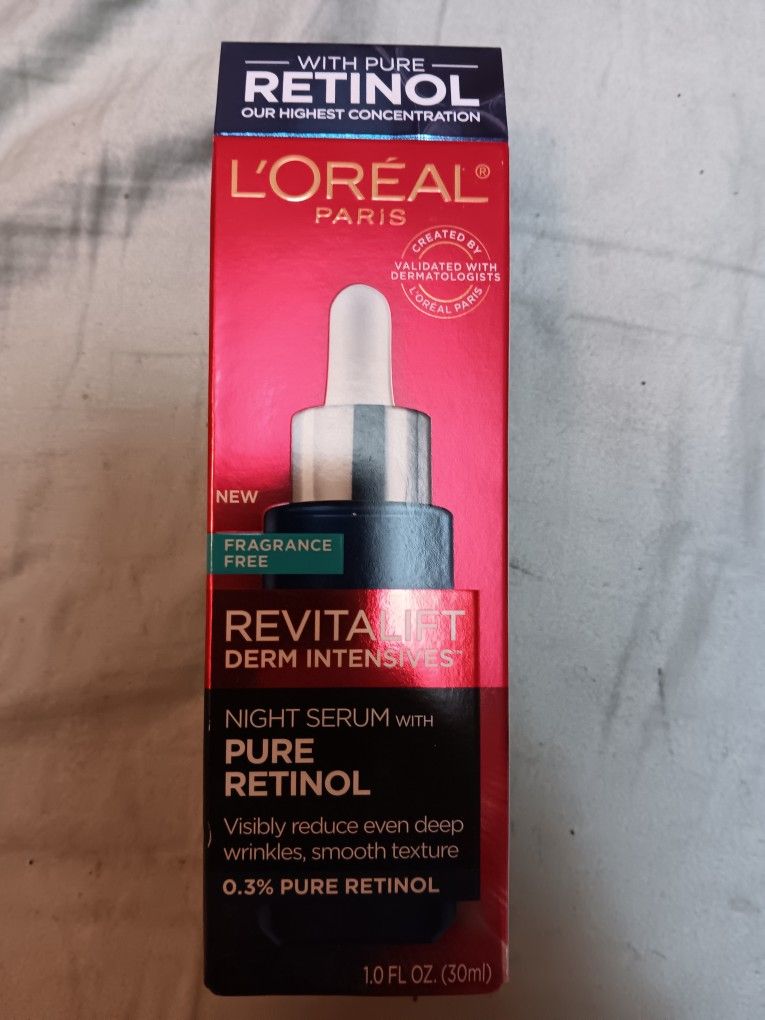 WITH PURE
RETINOL
OUR HIGHEST CONCENTRATION
L'ORÉAL®
PARIS
CREATED BY
VALIDATED WITH
DERMATOLOGISTS
L'ORÉAL PARIS
NEW
FRAGRANCE
FREE
REVITALIFT
DERM INTENSIVES™
NIGHT SERUM WITH
PURE
RETINOL
Visibly reduce even deep
wrinkles, smooth texture
0.3% PURE RETINOL
1.0 FL OZ. (30ml)